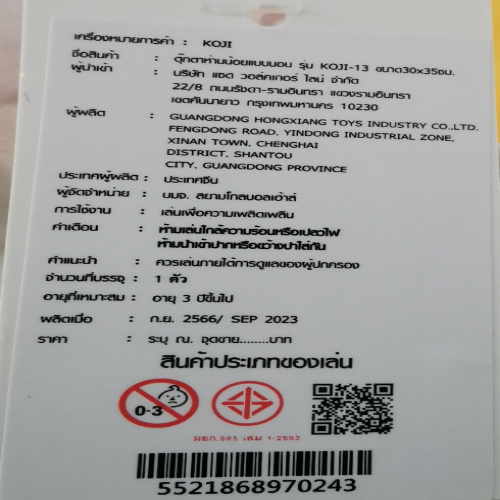 เครื่องหมายการค้า : KOJI
ชื่อสินค้า : ตุ๊กตาห่านน้อยแบบนอน รุ่น KOJI-13 ขนาด30x35ซม.
ผู้นำเข้า : บริษัท แอด วอล์คเกอร์ ไลน์ จำกัด
22/8 ถนนรัชดา-รามอินทรา แขวงรามอินทรา
เขตคันนายาว กรุงเทพมหานคร 10230
ผู้ผลิต : GUANGDONG HONGXIANG TOYS INDUSTRY CO.,LTD.
FENGDONG ROAD, YINDONG INDUSTRIAL ZONE,
XINAN TOWN, CHENGHAI
DISTRICT, SHANTOU
CITY, GUANGDONG PROVINCE
ประเทศผู้ผลิต : ประเทศจีน
ผู้จัดจำหน่าย : บมจ. สยามโกลบอลเฮ้าส์
การใช้งาน : เล่นเพื่อความเพลิดเพลิน
คำเตือน : ห้ามเล่นใกล้ความร้อนหรือเปลวไฟ
ห้ามนำเข้าปากหรือขว้างปาใส่กัน
คำแนะนำ : ควรเล่นภายใต้การดูแลของผู้ปกครอง
จำนวนที่บรรจุ : 1 ตัว
อายุที่เหมาะสม : อายุ 3 ปีขึ้นไป
ผลิตเมื่อ : ก.ย. 2566/ SEP 2023
ราคา : ระบุ ณ. จุดขาย........บาท
สินค้าประเภทของเล่น
0-3
มอก.685 เล่ม 1-2562
5521868970243